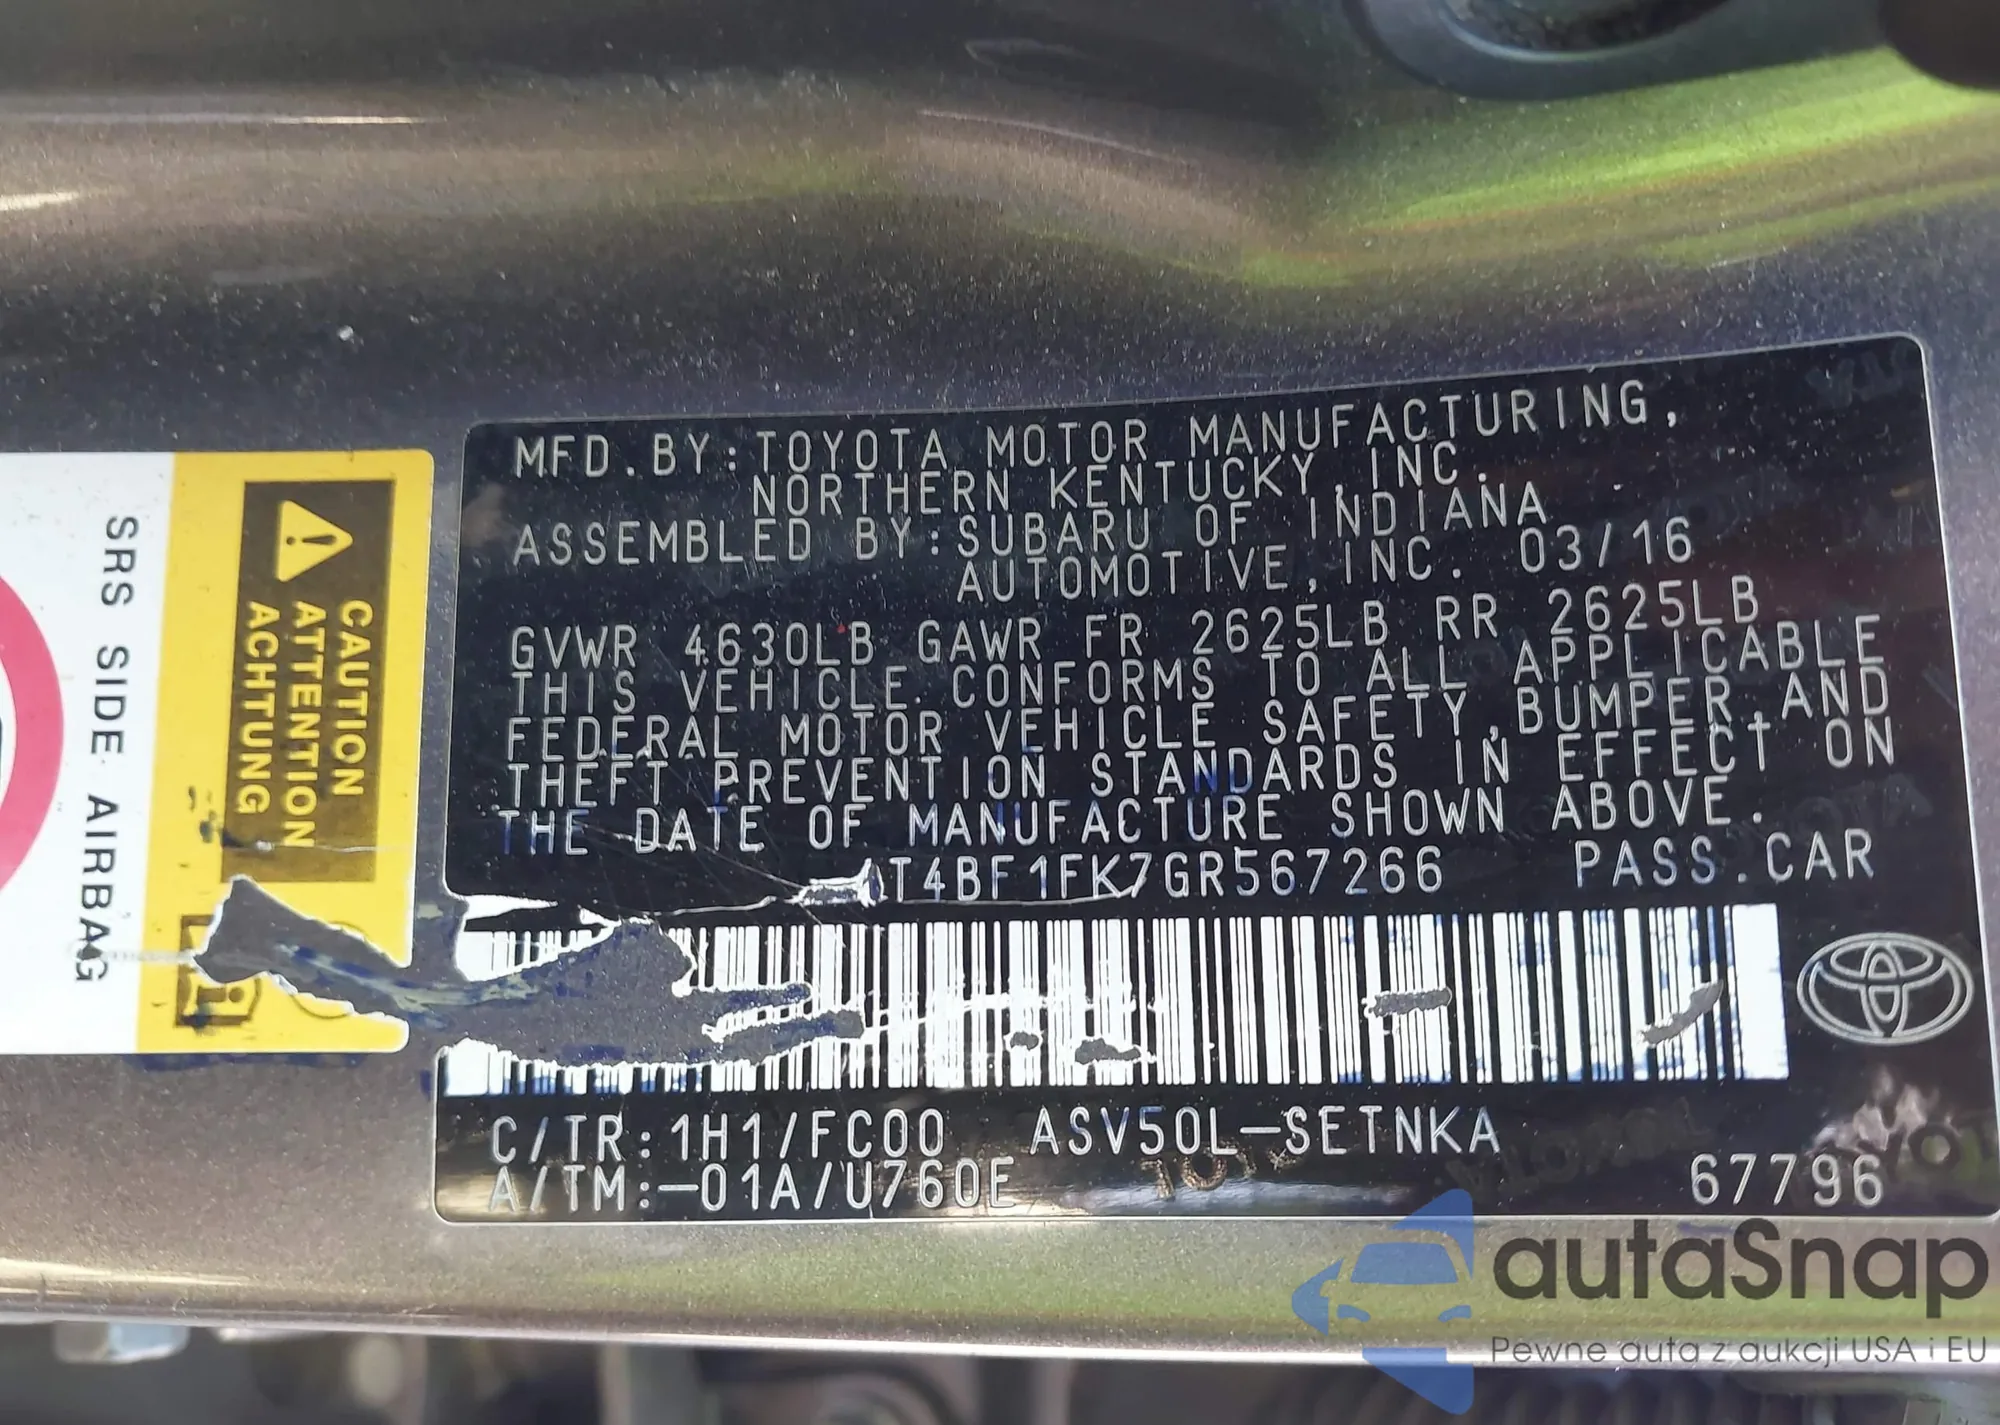 MFD.BY:TOYOTA MOTOR MANUFACTURING,
NORTHERN KENTUCKY,INC.
ASSEMBLED BY:SUBARU OF INDIANA
AUTOMOTIVE,INC. 03/16
GVWR 4630LB GAWR FR 2625LB RR 2625LB
THIS VEHICLE CONFORMS TO ALL APPLICABLE
FEDERAL MOTOR VEHICLE SAFETY,BUMPER,AND
THEFT PREVENTION STANDARDS IN EFFECT ON
THE DATE OF MANUFACTURE SHOWN ABOVE.
4T4BF1FK7GR567266 PASS.CAR
C/TR:1H1/FC00 ASV50L-SETNKA
A/TM:-01A/U760E
67796
SRS SIDE AIRBAG
CAUTION
ATTENTION
ACHTUNG
autaSnap
Pewne auta z aukcji USA i EU